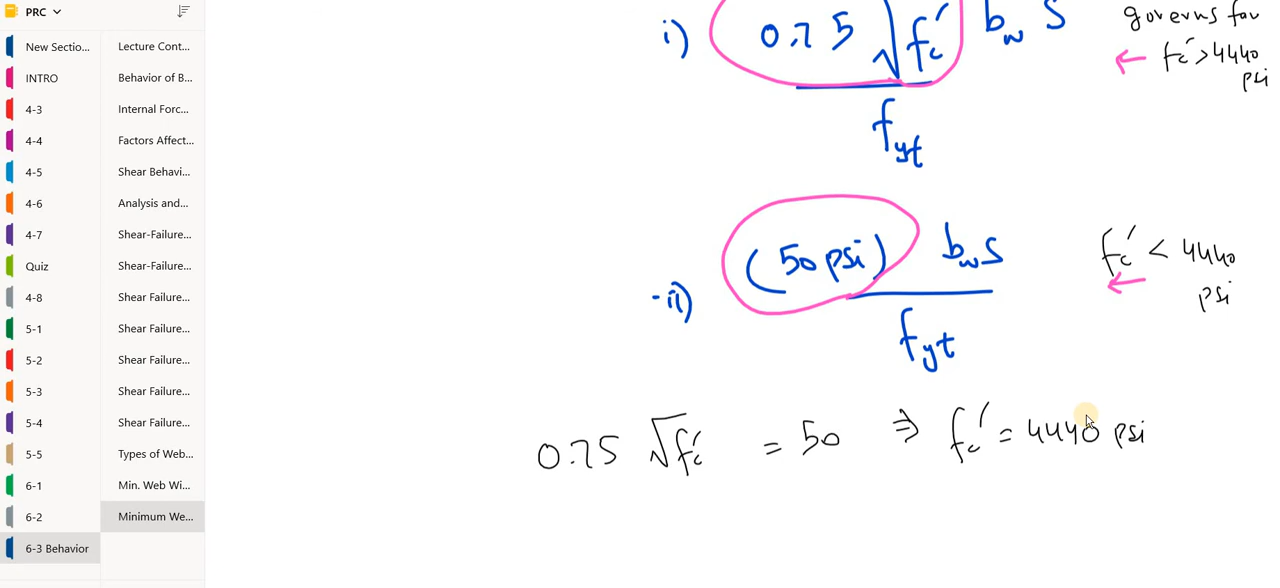 PRC
New Sectio...
INTRO
4-3
4-4
4-5
4-6
4-7
Quiz
4-8
5-1
5-2
5-3
5-4
5-5
6-1
6-2
6-3 Behavior
Lecture Cont...
Behavior of B...
Internal Forc...
Factors Affect...
Shear Behavi...
Analysis and...
Shear-Failure...
Shear-Failure...
Shear Failure...
Shear Failure...
Shear Failure...
Shear Failure...
Shear Failure...
Types of Web...
Min. Web Wi...
Minimum We...
i) 0.75 √fc' bw S
fyt
governs for
← fc' > 4440
psi
ii) (50 psi) bw S
fyt
fc' < 4440
← psi
0.75 √fc' = 50 ⇒ fc' = 4440 psi